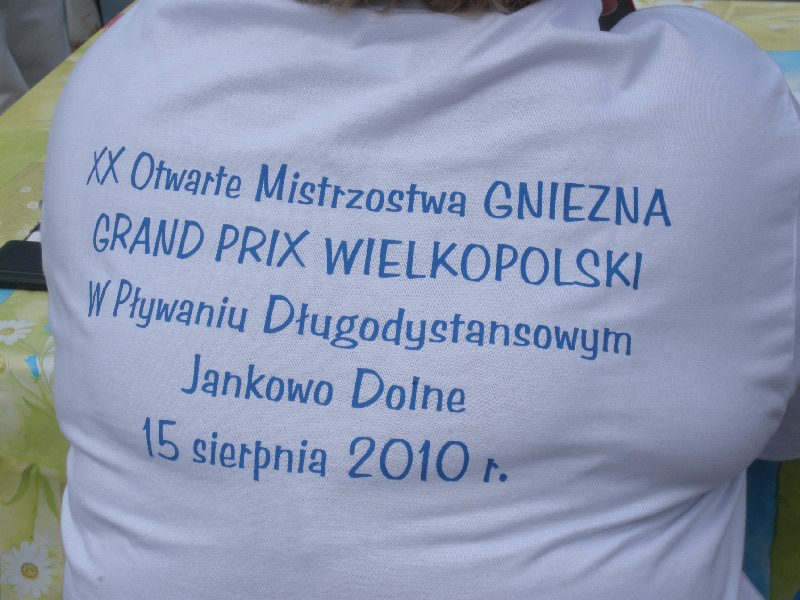 XX Otwarte Mistrzostwa GNIEZNA
GRAND PRIX WIELKOPOLSKI
W Pływaniu Długodystansowym
Jankowo Dolne
15 sierpnia 2010 r.